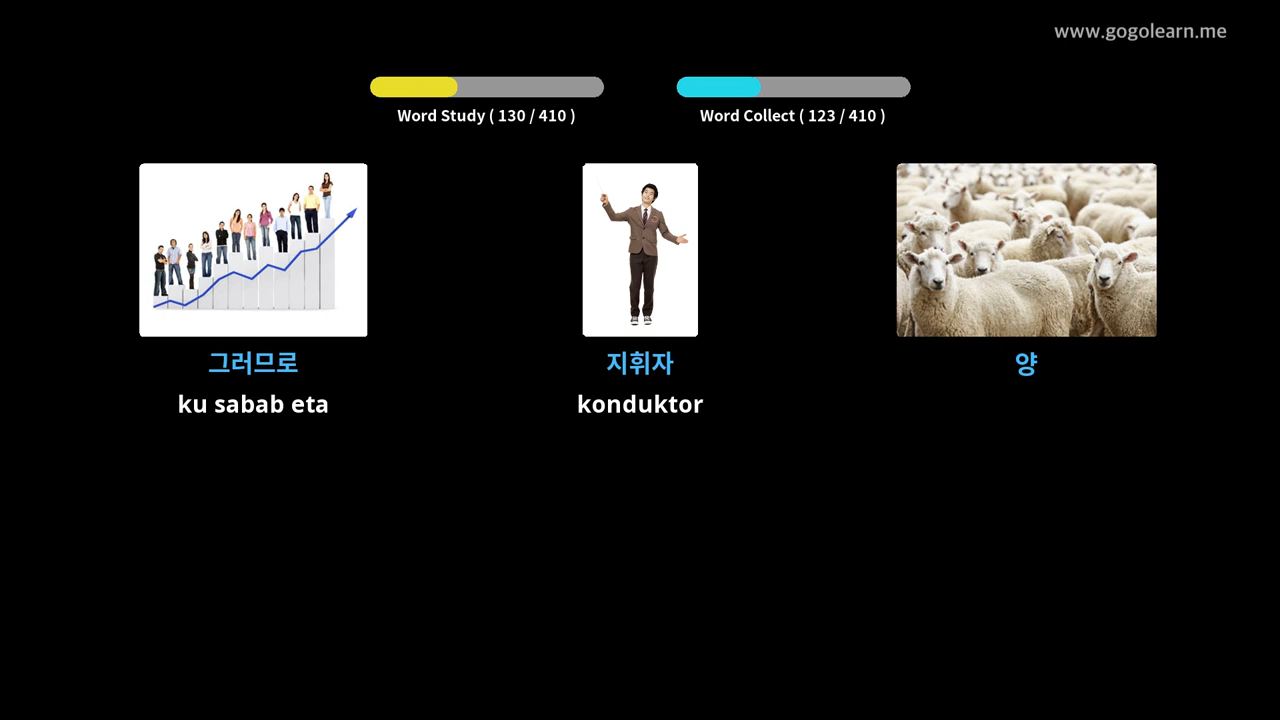 www.gogolearn.me
Word Study ( 130 / 410 )
Word Collect ( 123 / 410 )
그러므로
지휘자
양
ku sabab eta
konduktor